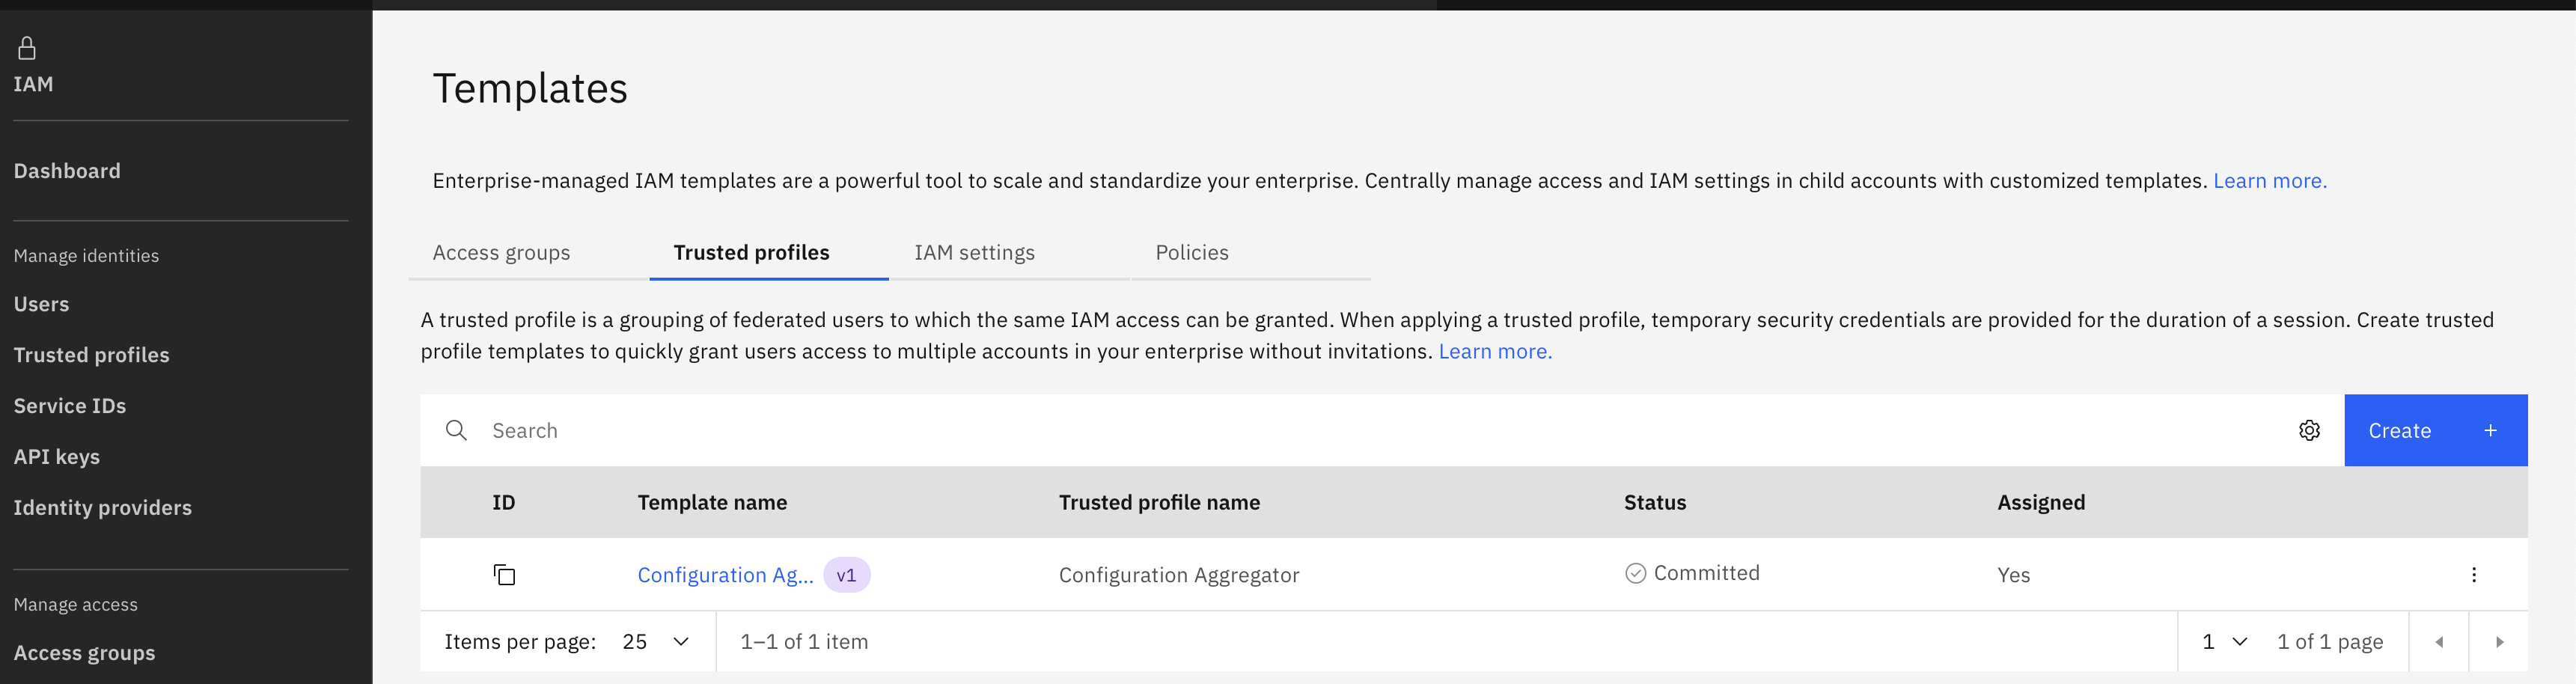 IAM
Dashboard
Manage identities
Users
Trusted profiles
Service IDs
API keys
Identity providers
Manage access
Access groups
Templates
Enterprise-managed IAM templates are a powerful tool to scale and standardize your enterprise. Centrally manage access and IAM settings in child accounts with customized templates. Learn more.
Access groups Trusted profiles IAM settings Policies
A trusted profile is a grouping of federated users to which the same IAM access can be granted. When applying a trusted profile, temporary security credentials are provided for the duration of a session. Create trusted
profile templates to quickly grant users access to multiple accounts in your enterprise without invitations. Learn more.
Search Create +
ID Template name Trusted profile name Status Assigned
Configuration Ag... v1 Configuration Aggregator Committed Yes
Items per page: 25 1–1 of 1 item 1 1 of 1 page